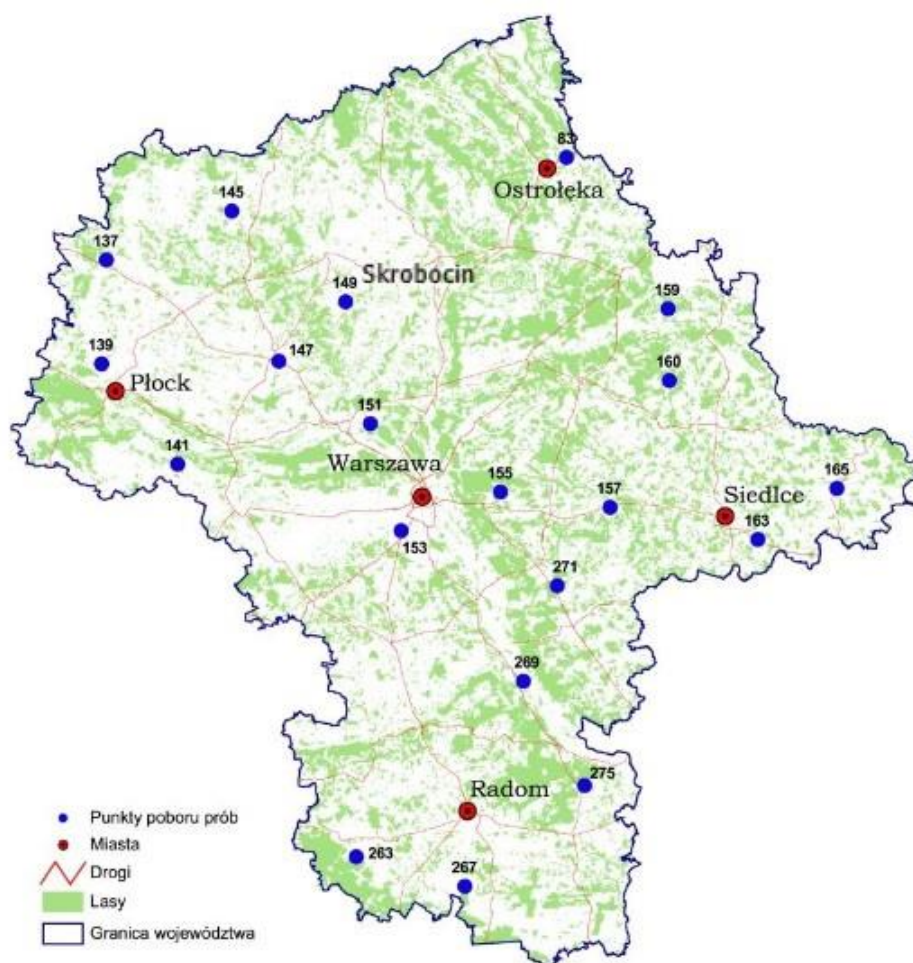 83
Ostrołęka
145
137
Skrobocin
149
159
139
147
160
Płock
151
141
Warszawa
155
157
165
Siedlce
163
153
271
269
275
Radom
263
267
Punkty poboru prób
Miasta
Drogi
Lasy
Granica województwa